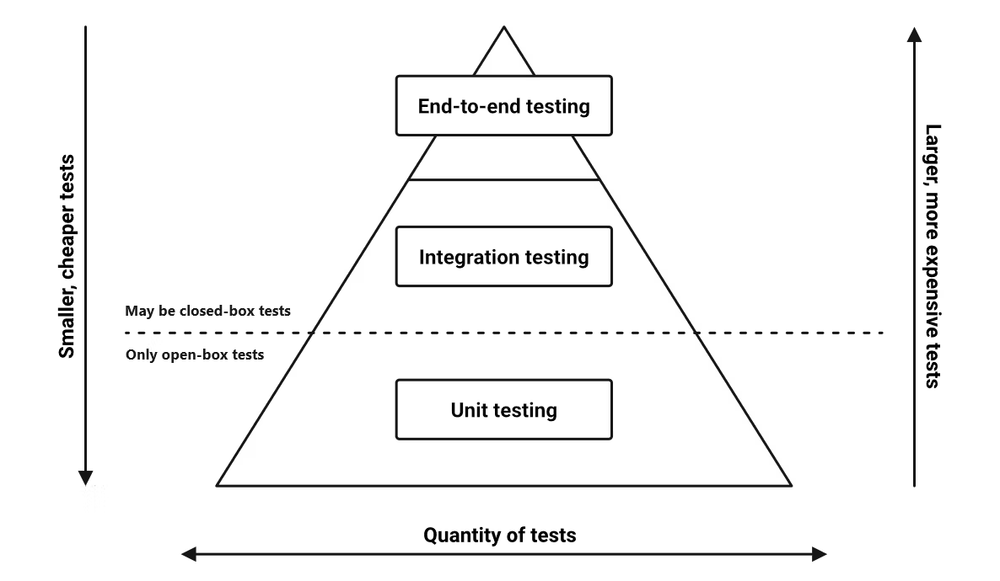 End-to-end testing
Smaller, cheaper tests
Larger, more expensive tests
Integration testing
May be closed-box tests
Only open-box tests
Unit testing
Quantity of tests